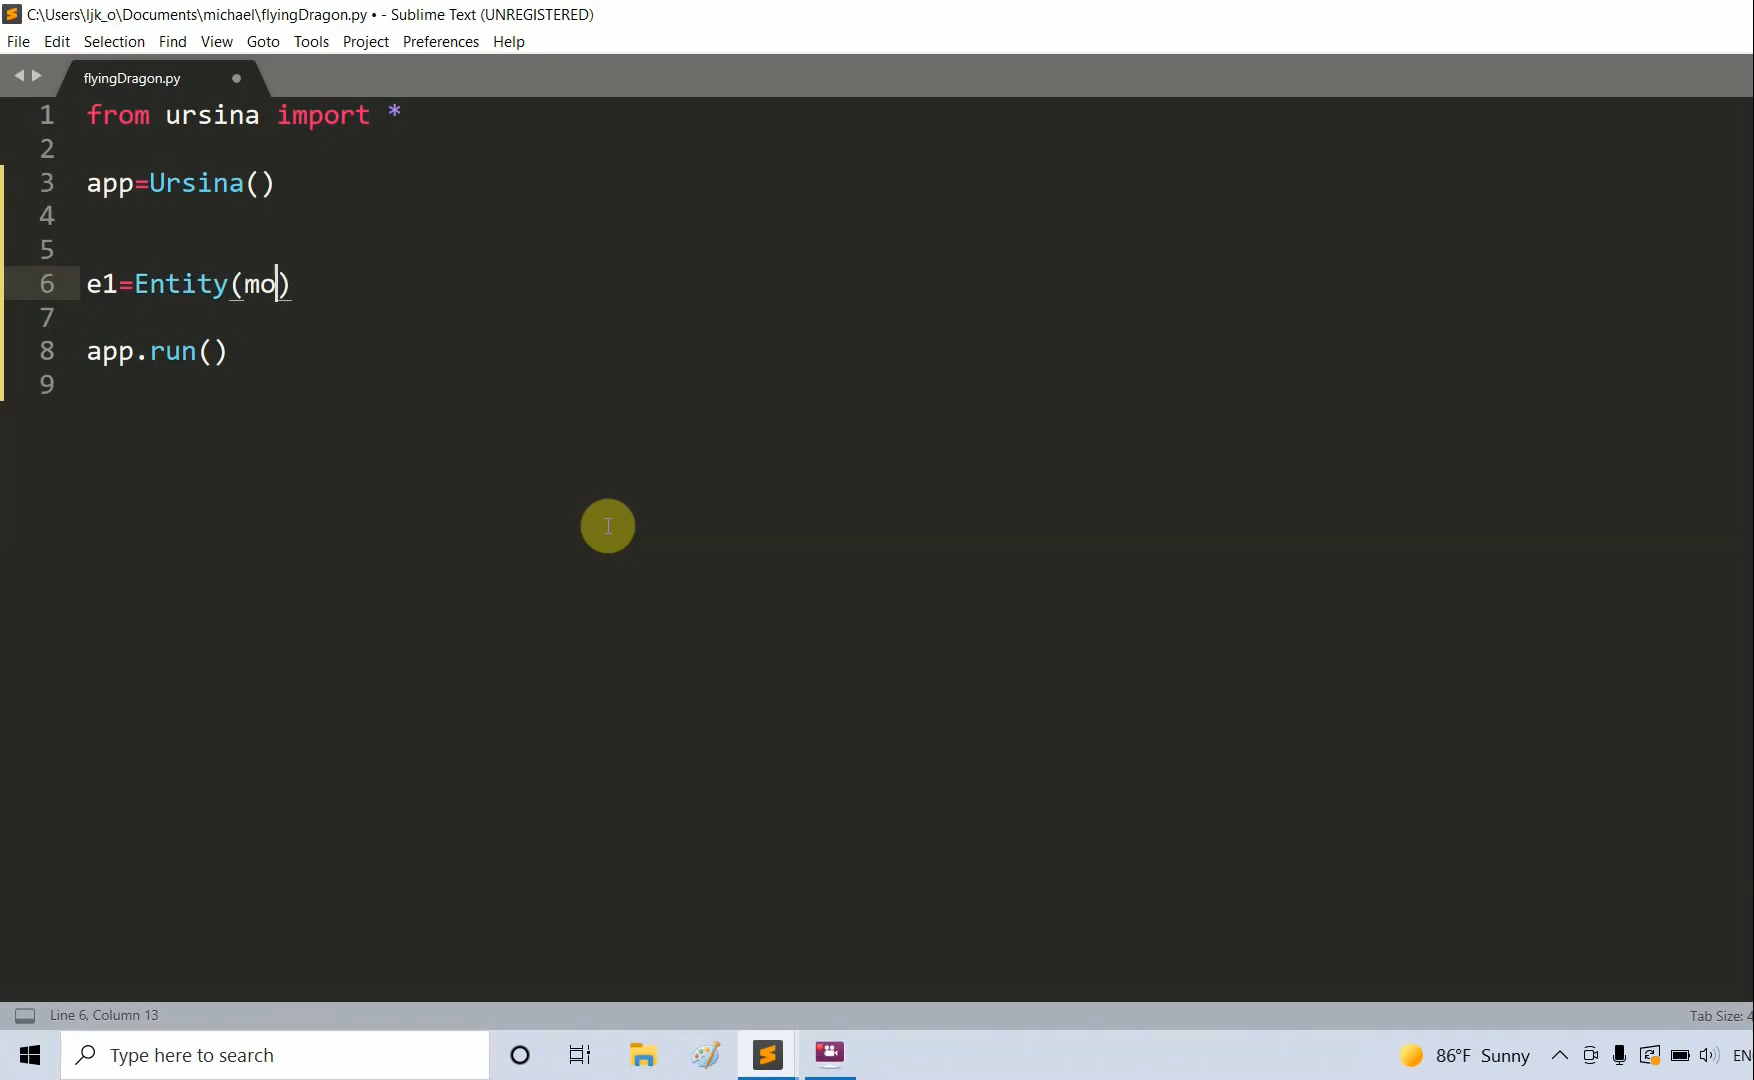 C:\Users\ljk_o\Documents\michael\flyingDragon.py • - Sublime Text (UNREGISTERED)
File Edit Selection Find View Goto Tools Project Preferences Help
flyingDragon.py
1 from ursina import *
2
3 app=Ursina()
4
5
6 e1=Entity(mo)
7
8 app.run()
9
Line 6, Column 13
Tab Size: 4
Type here to search
86°F Sunny
EN